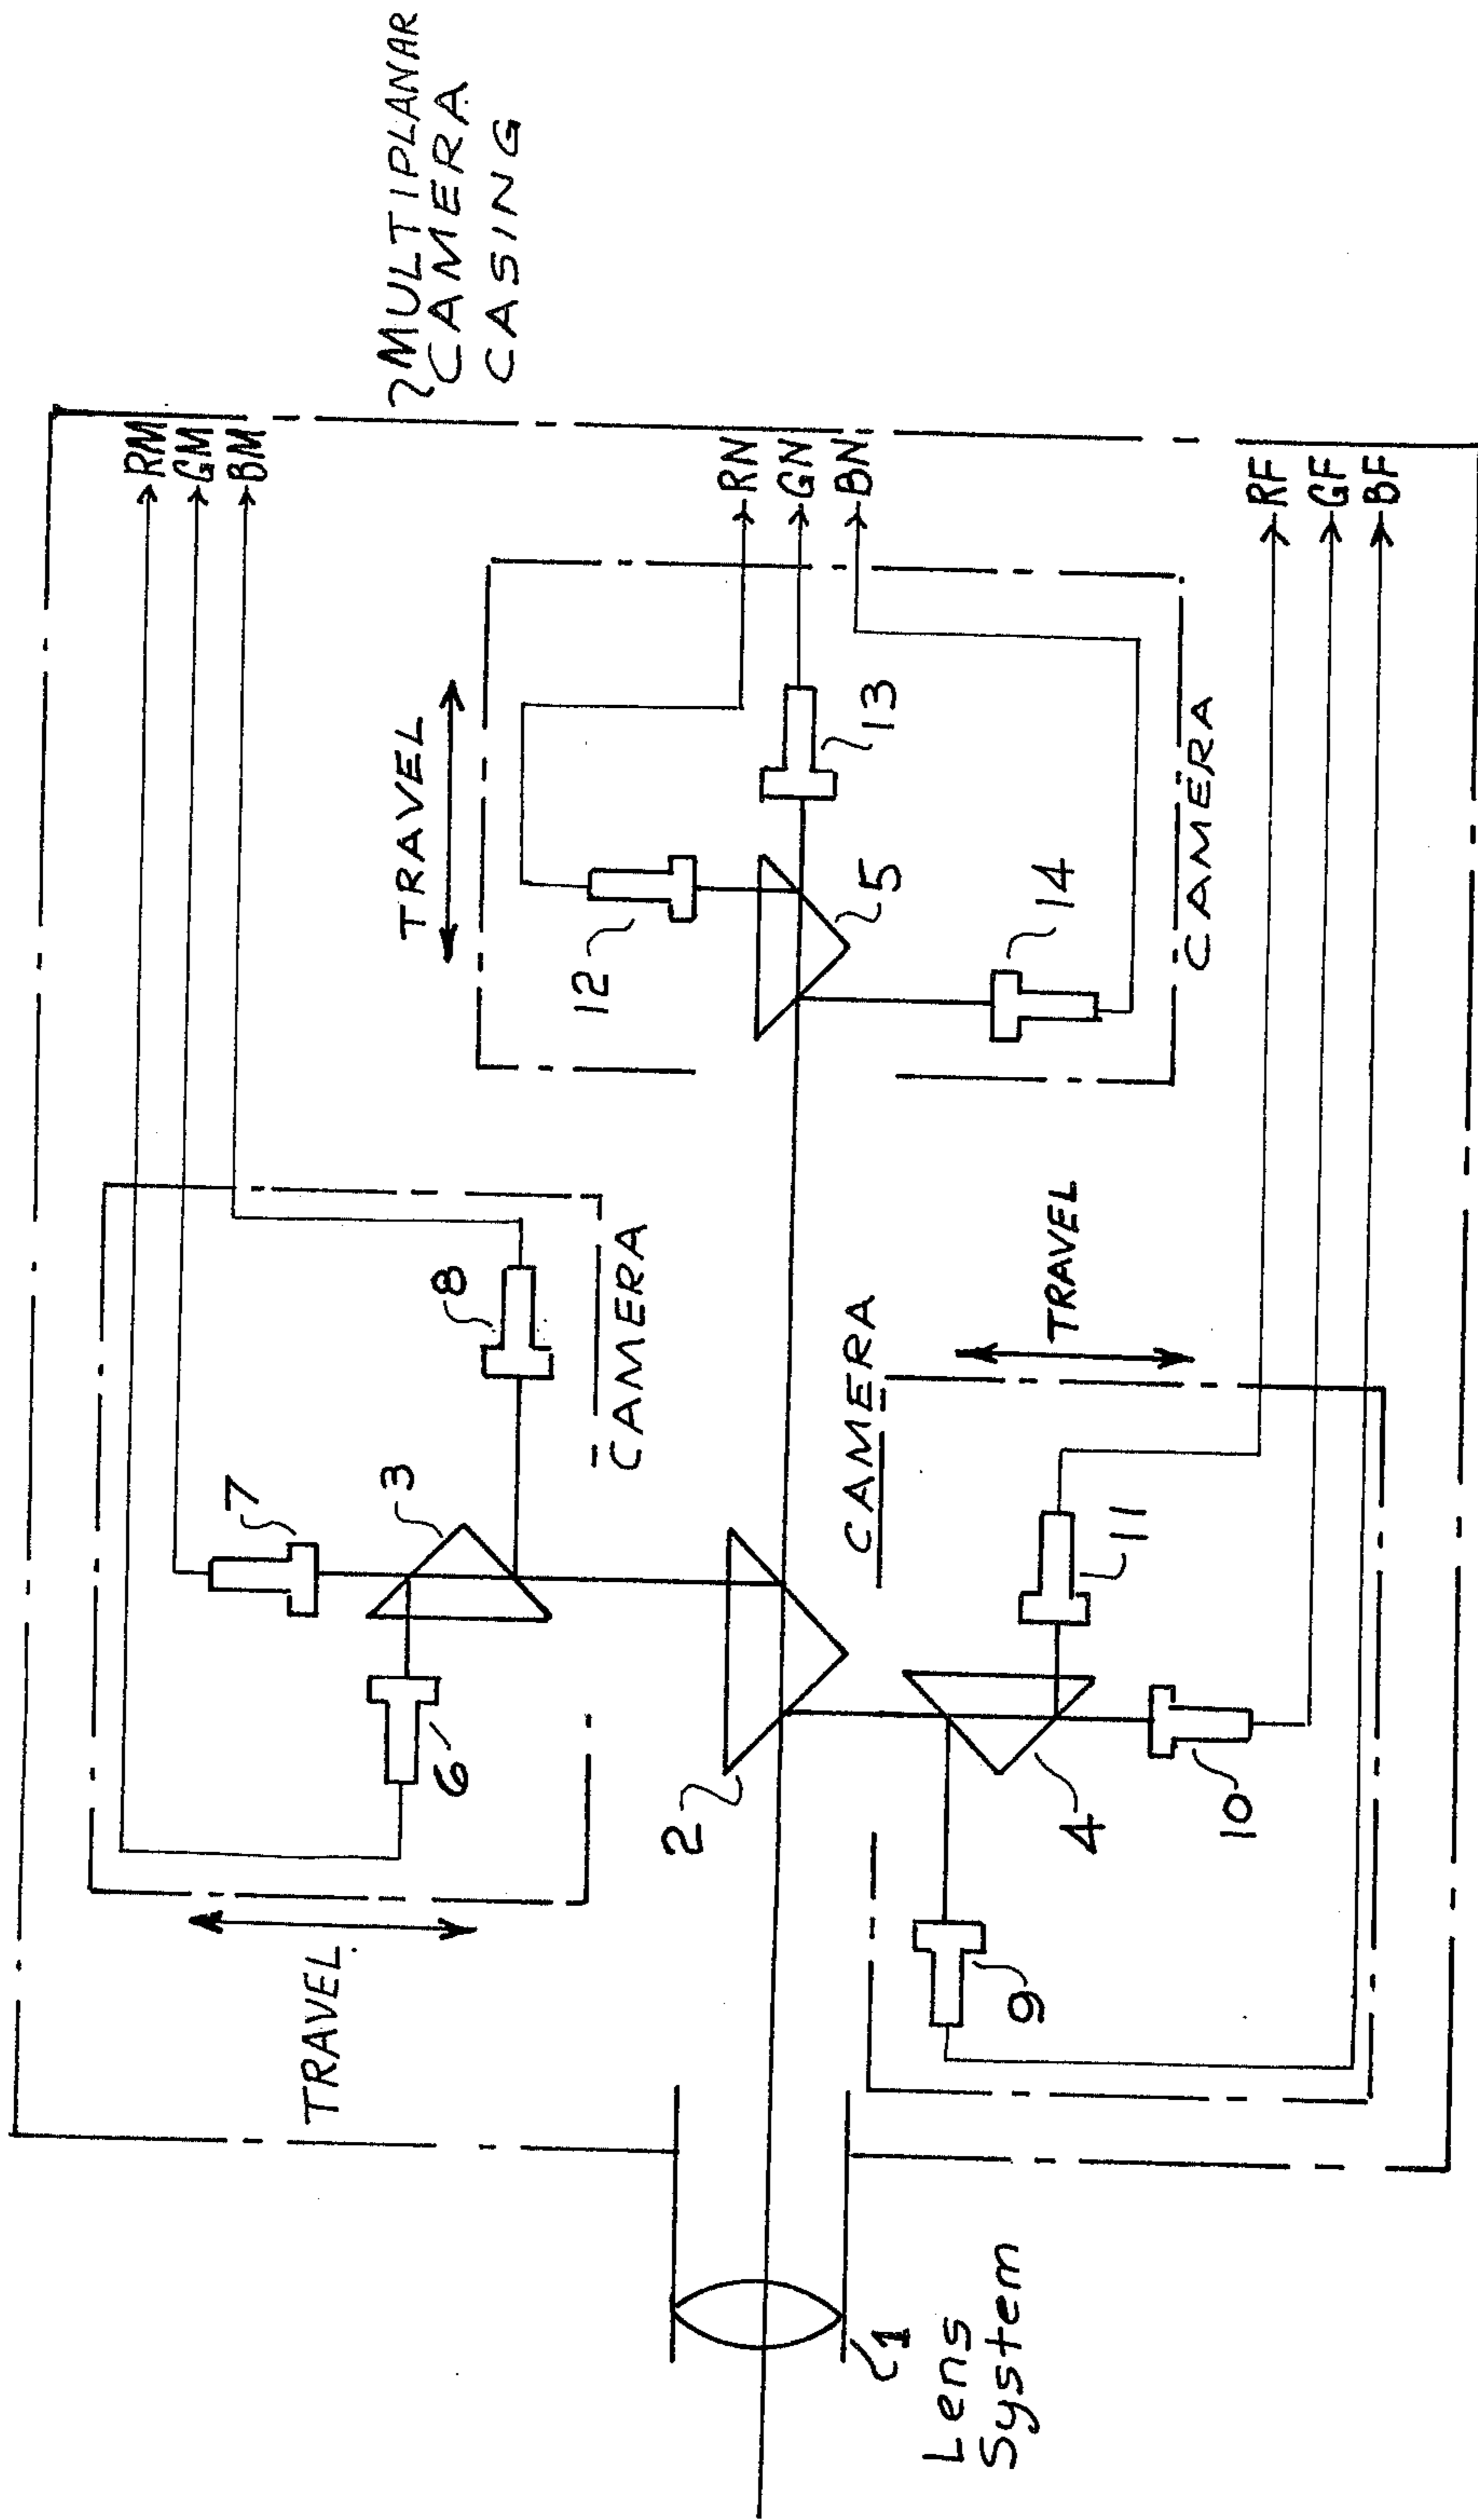 MULTIPLANAR
CAMERA
CASING
RM
GM
BM
RN
GN
BN
RF
GF
BF
TRAVEL
7
8
3
6
CAMERA
TRAVEL
12
13
5
14
CAMERA
2
CAMERA
TRAVEL
11
4
10
9
1
Lens
System